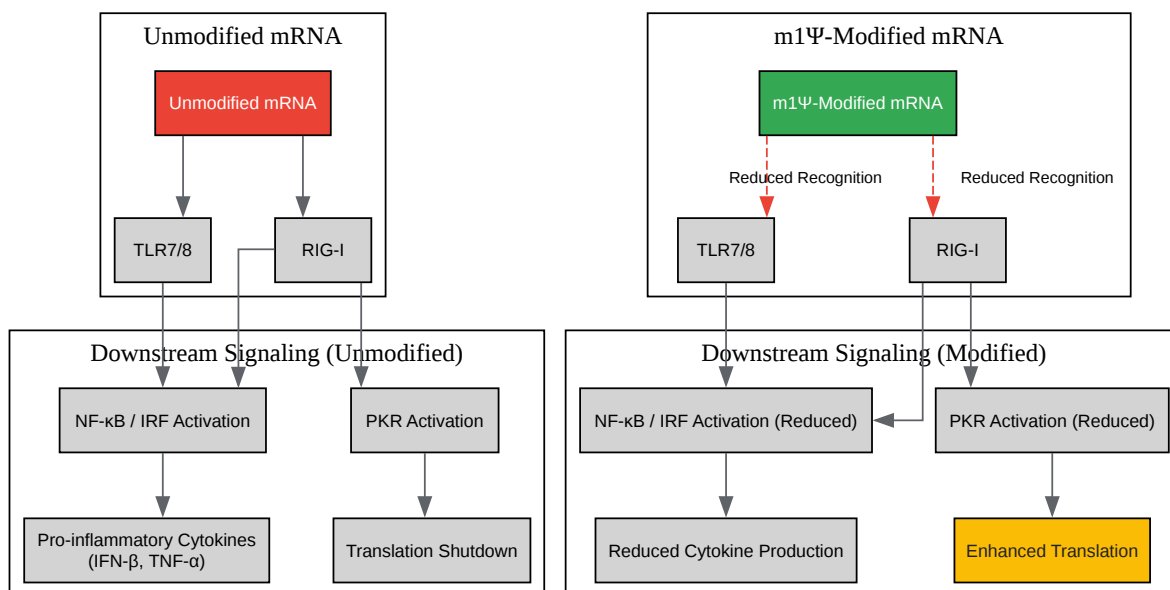 Unmodified mRNA
Unmodified mRNA
TLR7/8
RIG-I
Downstream Signaling (Unmodified)
NF-κB / IRF Activation
PKR Activation
Pro-inflammatory Cytokines
(IFN-β, TNF-α)
Translation Shutdown
m1Ψ-Modified mRNA
m1Ψ-Modified mRNA
Reduced Recognition
Reduced Recognition
TLR7/8
RIG-I
Downstream Signaling (Modified)
NF-κB / IRF Activation (Reduced)
PKR Activation (Reduced)
Reduced Cytokine Production
Enhanced Translation